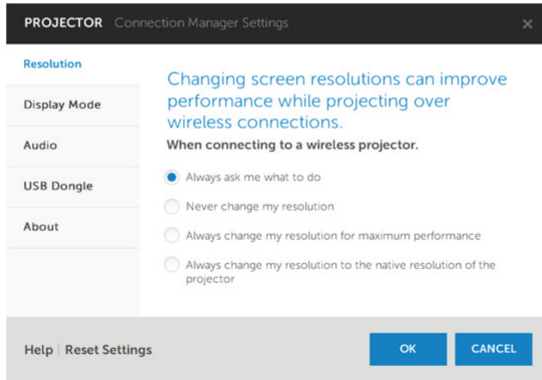 PROJECTOR Connection Manager Settings
Resolution
Display Mode
Audio
USB Dongle
About
Changing screen resolutions can improve
performance while projecting over
wireless connections.
When connecting to a wireless projector.
Always ask me what to do
Never change my resolution
Always change my resolution for maximum performance
Always change my resolution to the native resolution of the
projector
Help | Reset Settings
OK
CANCEL